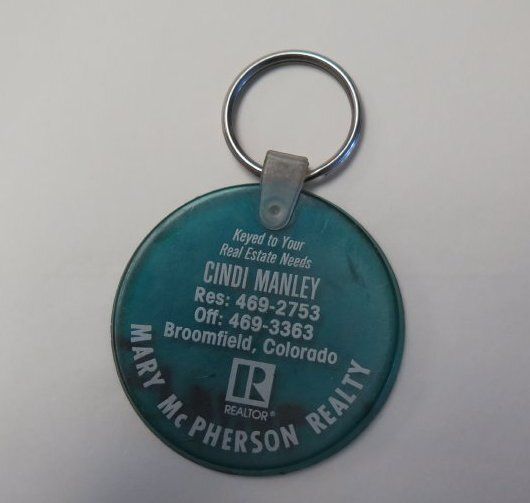 Keyed to Your
Real Estate Needs
CINDI MANLEY
Res: 469-2753
Off: 469-3363
Broomfield, Colorado
R
REALTOR®
MARY McPHERSON REALTY